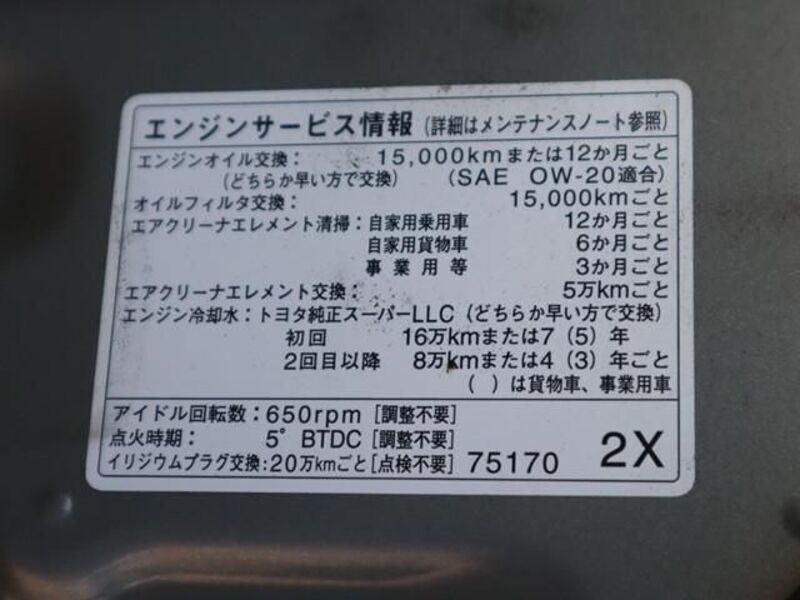 エンジンサービス情報（詳細はメンテナンスノート参照）
エンジンオイル交換： 15,000kmまたは12か月ごと
（どちらか早い方で交換） （SAE 0W-20適合）
オイルフィルタ交換： 15,000kmごと
エアクリーナエレメント清掃：自家用乗用車 12か月ごと
自家用貨物車 6か月ごと
事業用等 3か月ごと
エアクリーナエレメント交換： 5万kmごと
エンジン冷却水：トヨタ純正スーパーLLC（どちらか早い方で交換）
初回 16万kmまたは7（5）年
2回目以降 8万kmまたは4（3）年ごと
（ ）は貨物車、事業用車
アイドル回転数：650rpm［調整不要］
点火時期： 5°BTDC［調整不要］
イリジウムプラグ交換：20万kmごと［点検不要］75170 2X